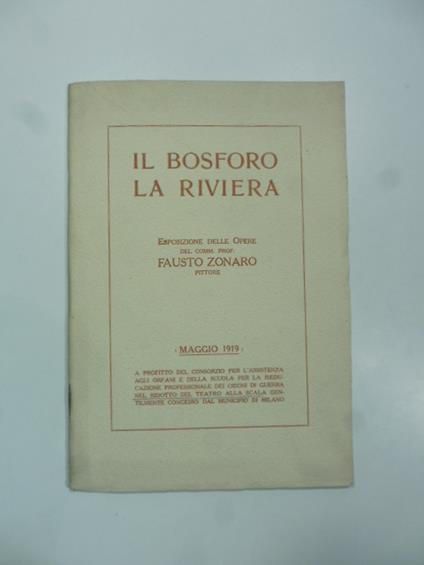 IL BOSFORO
LA RIVIERA
ESPOSIZIONE DELLE OPERE
DEL COMM. PROF.
FAUSTO ZONARO
PITTORE
MAGGIO 1919
A PROFITTO DEL CONSORZIO PER L'ASSISTENZA
AGLI ORFANI E DELLA SCUOLA PER LA RIEDU-
CAZIONE PROFESSIONALE DEI CIECHI DI GUERRA
NEL RIDOTTO DEL TEATRO ALLA SCALA GEN-
TILMENTE CONCESSO DAL MUNICIPIO DI MILANO